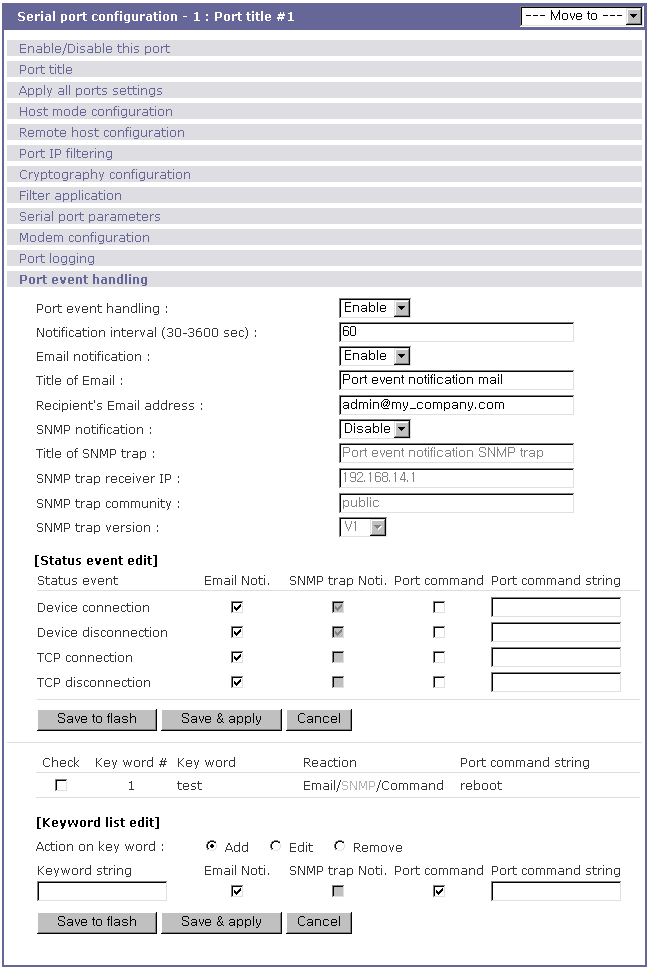 Serial port configuration - 1 : Port title #1 --- Move to ---
Enable/Disable this port
Port title
Apply all ports settings
Host mode configuration
Remote host configuration
Port IP filtering
Cryptography configuration
Filter application
Serial port parameters
Modem configuration
Port logging
Port event handling
Port event handling : Enable
Notification interval (30-3600 sec) : 60
Email notification : Enable
Title of Email : Port event notification mail
Recipient's Email address : admin@my_company.com
SNMP notification : Disable
Title of SNMP trap : Port event notification SNMP trap
SNMP trap receiver IP : 192.168.14.1
SNMP trap community : public
SNMP trap version : V1
[Status event edit]
Status event Email Noti. SNMP trap Noti. Port command Port command string
Device connection
Device disconnection
TCP connection
TCP disconnection
Save to flash Save & apply Cancel
Check Key word # Key word Reaction Port command string
1 test Email/SNMP/Command reboot
[Keyword list edit]
Action on key word : Add Edit Remove
Keyword string Email Noti. SNMP trap Noti. Port command Port command string
Save to flash Save & apply Cancel